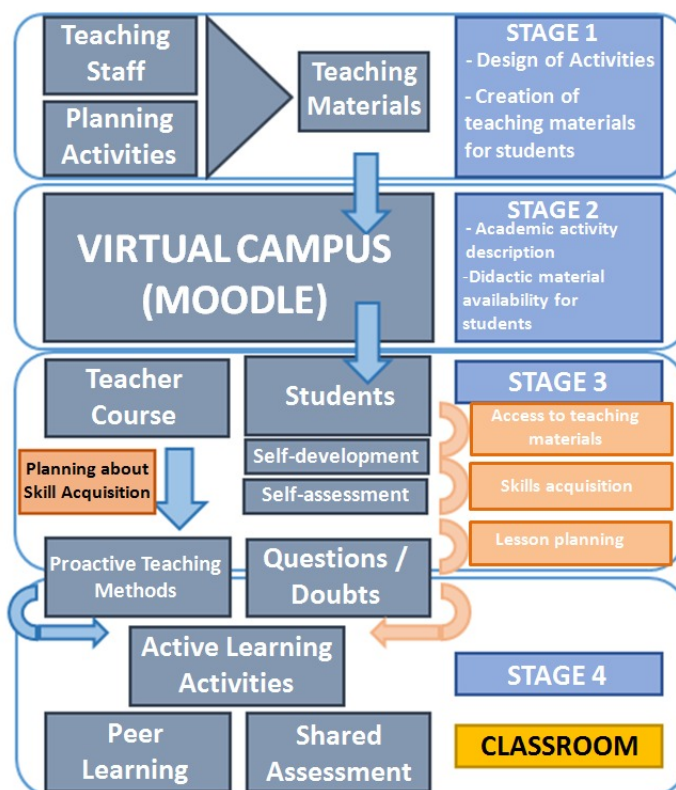 Teaching
Staff
Planning
Activities
Teaching
Materials
STAGE 1
- Design of Activities
- Creation of
teaching materials
for students
VIRTUAL CAMPUS
(MOODLE)
STAGE 2
- Academic activity
description
-Didactic material
availability for
students
Teacher
Course
Students
Self-development
Self-assessment
STAGE 3
Access to teaching
materials
Skills acquisition
Lesson planning
Planning about
Skill Acquisition
Proactive Teaching
Methods
Questions /
Doubts
Active Learning
Activities
Peer
Learning
Shared
Assessment
STAGE 4
CLASSROOM